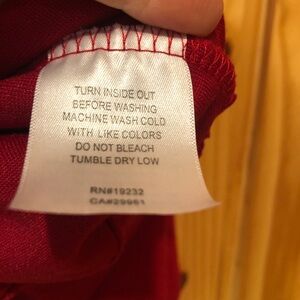 TURN INSIDE OUT
BEFORE WASHING
MACHINE WASH COLD
WITH LIKE COLORS
DO NOT BLEACH
TUMBLE DRY LOW
RN#19232
CA#29961